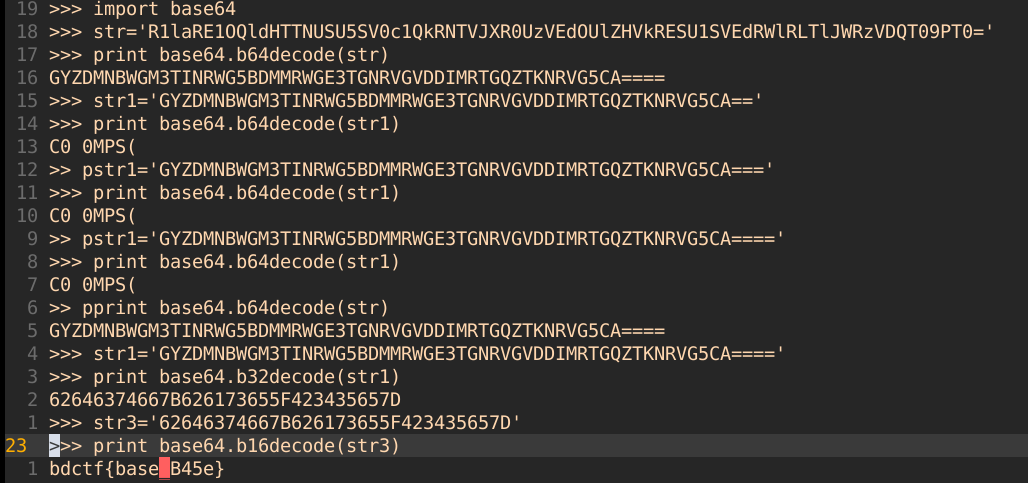 19 >>> import base64
18 >>> str='R1laRE1OQldHTTNUSU5SV0c1QkRNTVJXR0UzVEdOUlZHVkRESU1SVEdRWlRLTlJWRzVDQT09PT0='
17 >>> print base64.b64decode(str)
16 GYZDMNBWGM3TINRWG5BDMMRWGE3TGNRVGVDDIMRTGQZTKNRVG5CA====
15 >>> str1='GYZDMNBWGM3TINRWG5BDMMRWGE3TGNRVGVDDIMRTGQZTKNRVG5CA=='
14 >>> print base64.b64decode(str1)
13 C0 0MPS(
12 >> pstr1='GYZDMNBWGM3TINRWG5BDMMRWGE3TGNRVGVDDIMRTGQZTKNRVG5CA==='
11 >>> print base64.b64decode(str1)
10 C0 0MPS(
9 >> pstr1='GYZDMNBWGM3TINRWG5BDMMRWGE3TGNRVGVDDIMRTGQZTKNRVG5CA===='
8 >>> print base64.b64decode(str1)
7 C0 0MPS(
6 >> pprint base64.b64decode(str)
5 GYZDMNBWGM3TINRWG5BDMMRWGE3TGNRVGVDDIMRTGQZTKNRVG5CA====
4 >>> str1='GYZDMNBWGM3TINRWG5BDMMRWGE3TGNRVGVDDIMRTGQZTKNRVG5CA===='
3 >>> print base64.b32decode(str1)
2 62646374667B626173655F423435657D
1 >>> str3='62646374667B626173655F423435657D'
23 >>> print base64.b16decode(str3)
1 bdctf{base B45e}